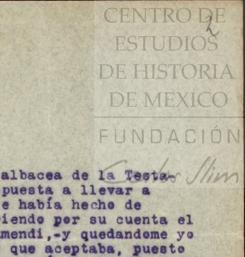 CENTRO DE
2
ESTUDIOS
DE HISTORIA
DE MEXICO
FUNDACIÓN
Carlos Slim
albacea de la Testa-
puesta a llevar a
e había hecho de
iendo por su cuenta el
mendi,-y quedandome yo
que aceptaba, puesto